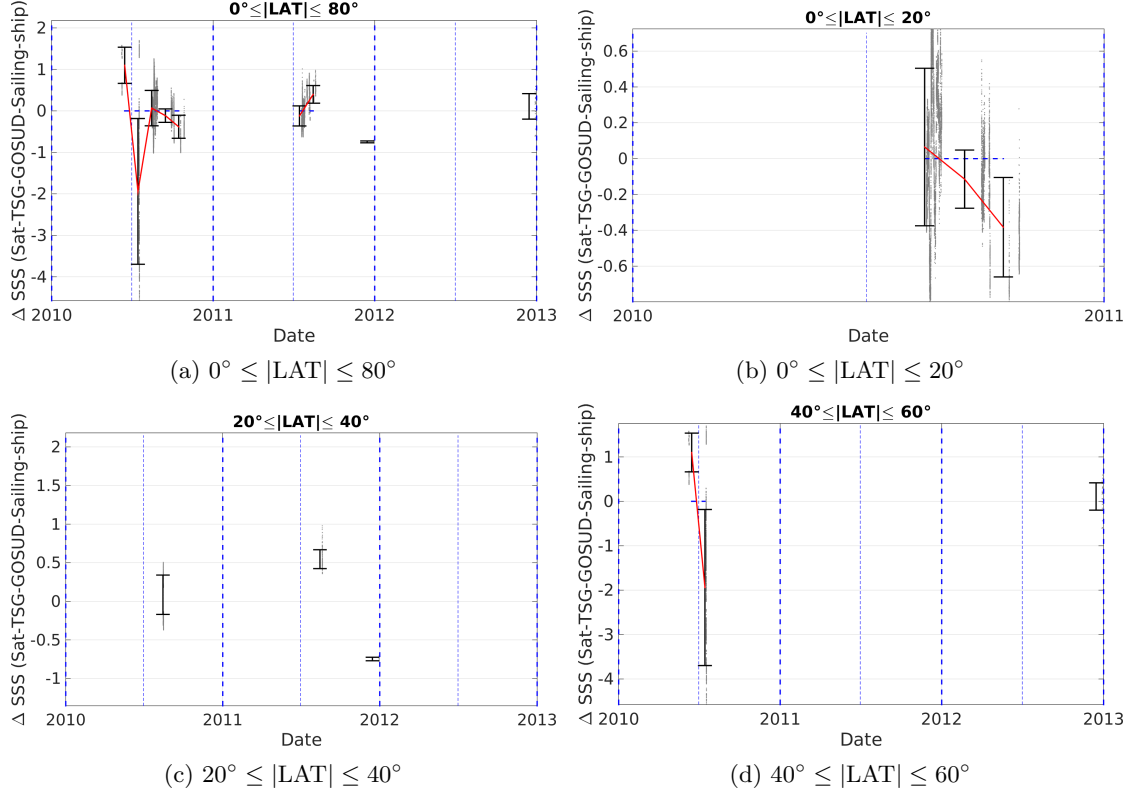 0°≤|LAT|≤ 80°
Δ SSS (Sat-TSG-GOSUD-Sailing-ship)
2
1
0
-1
-2
-3
-4
2010
2011
2012
2013
Date
(a) 0° ≤ |LAT| ≤ 80°
0°≤|LAT|≤ 20°
Δ SSS (Sat-TSG-GOSUD-Sailing-ship)
0.6
0.4
0.2
0
-0.2
-0.4
-0.6
2010
2011
Date
(b) 0° ≤ |LAT| ≤ 20°
20°≤|LAT|≤ 40°
Δ SSS (Sat-TSG-GOSUD-Sailing-ship)
2
1.5
1
0.5
0
-0.5
-1
2010
2011
2012
2013
Date
(c) 20° ≤ |LAT| ≤ 40°
40°≤|LAT|≤ 60°
Δ SSS (Sat-TSG-GOSUD-Sailing-ship)
1
0
-1
-2
-3
-4
2010
2011
2012
2013
Date
(d) 40° ≤ |LAT| ≤ 60°